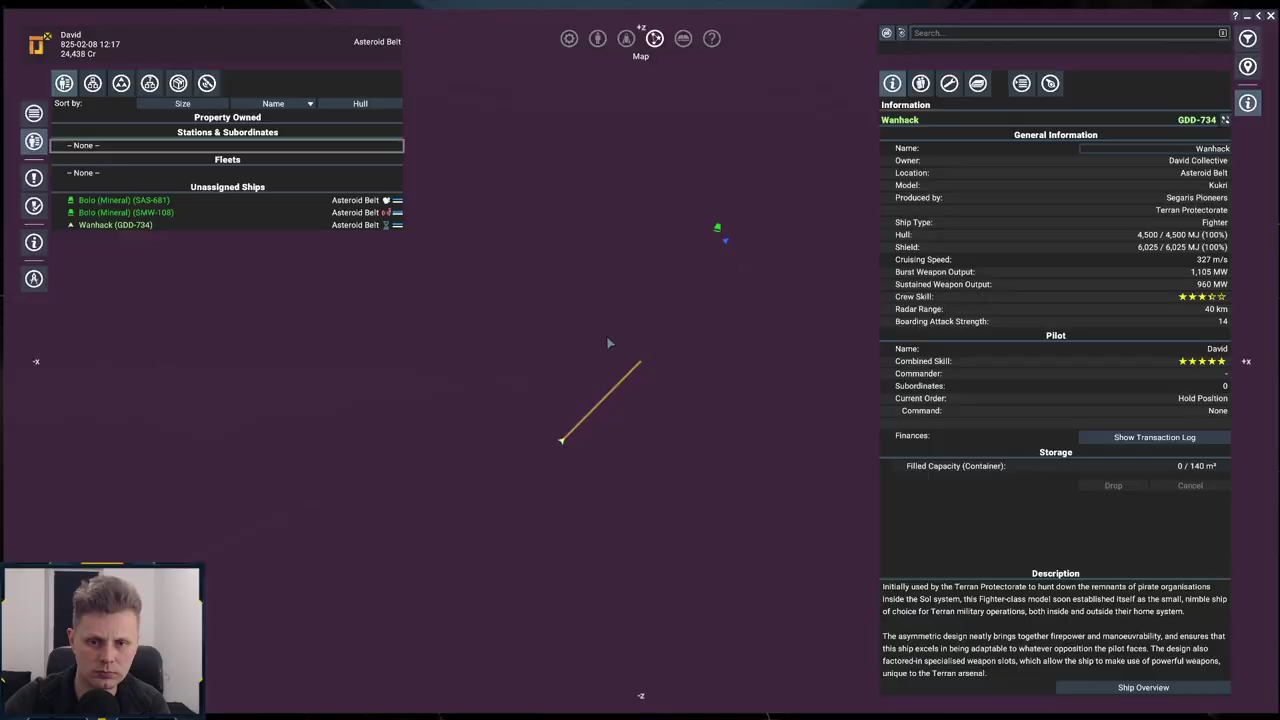 David
825-02-08 12:17
24,438 Cr
Asteroid Belt
+z
Map
Search...
Sort by:
Size
Name
Hull
Property Owned
Stations & Subordinates
-- None --
Fleets
-- None --
Unassigned Ships
Bolo (Mineral) (SAS-681) Asteroid Belt
Bolo (Mineral) (SMW-108) Asteroid Belt
Wanhack (GDD-734) Asteroid Belt
-x
+x
-z
Information
Wanhack GDD-734
General Information
Name: Wanhack
Owner: David Collective
Location: Asteroid Belt
Model: Kukri
Produced by: Segaris Pioneers
Terran Protectorate
Ship Type: Fighter
Hull: 4,500 / 4,500 MJ (100%)
Shield: 6,025 / 6,025 MJ (100%)
Cruising Speed: 327 m/s
Burst Weapon Output: 1,105 MW
Sustained Weapon Output: 960 MW
Crew Skill: ★★★☆☆
Radar Range: 40 km
Boarding Attack Strength: 14
Pilot
Name: David
Combined Skill: ★★★★★
Commander: -
Subordinates: 0
Current Order: Hold Position
Command: None
Finances: Show Transaction Log
Storage
Filled Capacity (Container): 0 / 140 m³
Drop
Cancel
Description
Initially used by the Terran Protectorate to hunt down the remnants of pirate organisations
inside the Sol system, this Fighter-class model soon established itself as the small, nimble ship
of choice for Terran military operations, both inside and outside their home system.
The asymmetric design neatly brings together firepower and manoeuvrability, and ensures that
this ship excels in being adaptable to whatever opposition the pilot faces. The design also
factored-in specialised weapon slots, which allow the ship to make use of powerful weapons,
unique to the Terran arsenal.
Ship Overview